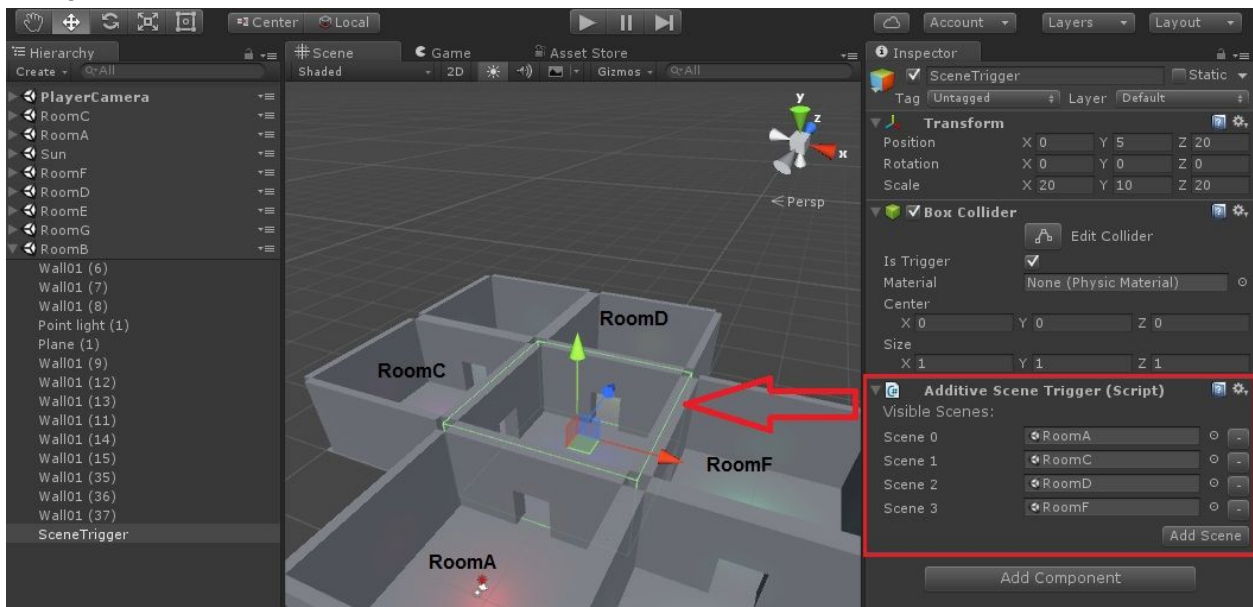 Center Local Account Layers Layout
Hierarchy
Create All
PlayerCamera
RoomC
RoomA
Sun
RoomF
RoomD
RoomE
RoomG
RoomB
Wall01 (6)
Wall01 (7)
Wall01 (8)
Point light (1)
Plane (1)
Wall01 (9)
Wall01 (12)
Wall01 (13)
Wall01 (11)
Wall01 (14)
Wall01 (15)
Wall01 (35)
Wall01 (36)
Wall01 (37)
SceneTrigger
Scene Game Asset Store
Shaded 2D Gizmos All
y
z
x
Persp
RoomD
RoomC
RoomF
RoomA
Inspector
SceneTrigger Static
Tag Untagged Layer Default
Transform
Position X 0 Y 5 Z 20
Rotation X 0 Y 0 Z 0
Scale X 20 Y 10 Z 20
Box Collider
Edit Collider
Is Trigger
Material None (Physic Material)
Center
X 0 Y 0 Z 0
Size
X 1 Y 1 Z 1
Additive Scene Trigger (Script)
Visible Scenes:
Scene 0 RoomA -
Scene 1 RoomC -
Scene 2 RoomD -
Scene 3 RoomF -
Add Scene
Add Component